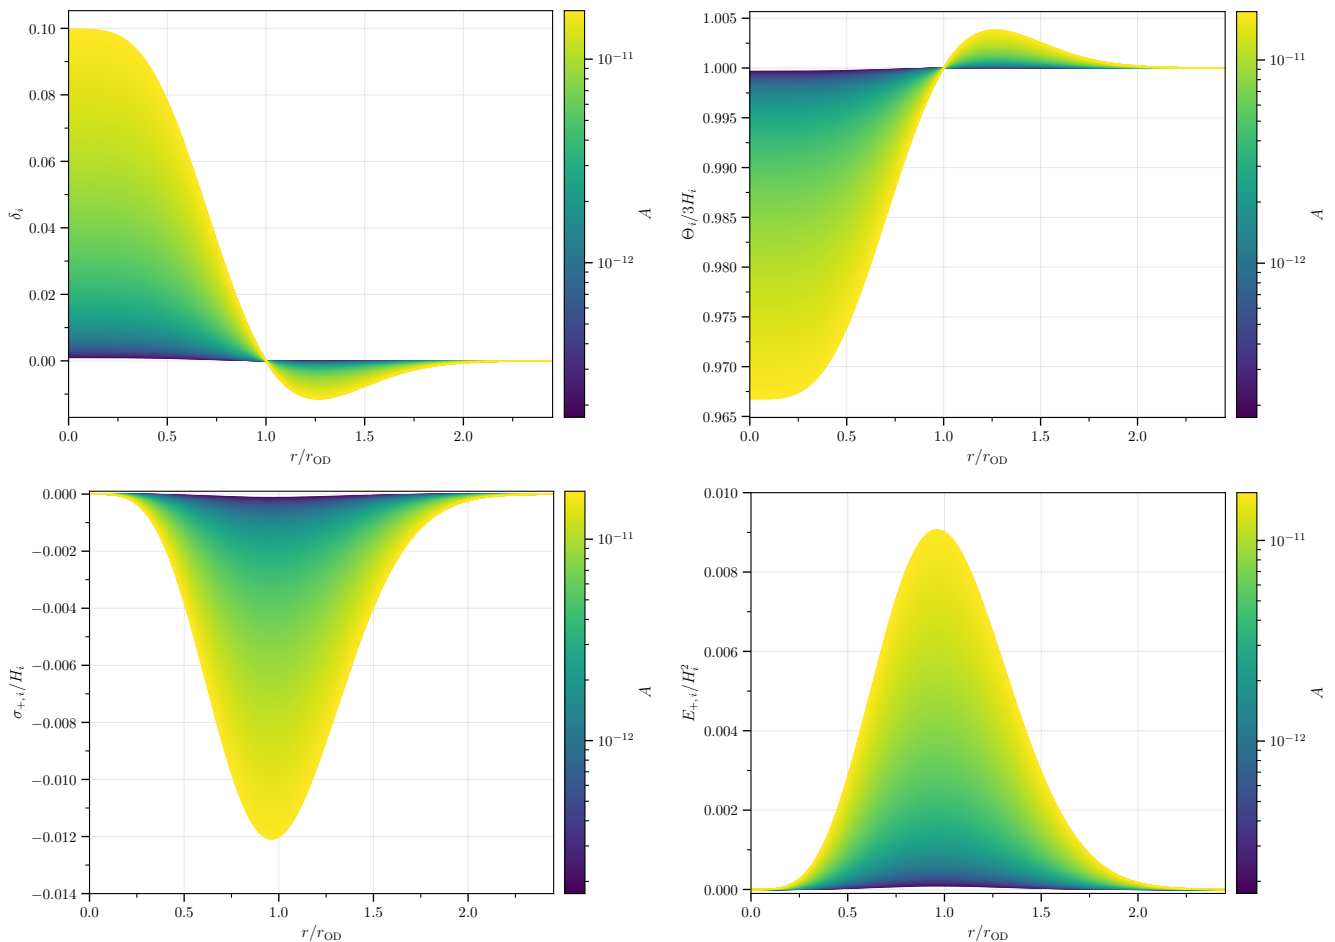 0.10
0.08
0.06
0.04
0.02
0.00
δ_i
0.0 0.5 1.0 1.5 2.0
r/r_OD
10^−11
10^−12
A
1.005
1.000
0.995
0.990
0.985
0.980
0.975
0.970
0.965
Θ_i/3H_i
0.0 0.5 1.0 1.5 2.0
r/r_OD
10^−11
10^−12
A
0.000
−0.002
−0.004
−0.006
−0.008
−0.010
−0.012
−0.014
σ_{+,i}/H_i
0.0 0.5 1.0 1.5 2.0
r/r_OD
10^−11
10^−12
A
0.010
0.008
0.006
0.004
0.002
0.000
E_{+,i}/H_i^2
0.0 0.5 1.0 1.5 2.0
r/r_OD
10^−11
10^−12
A